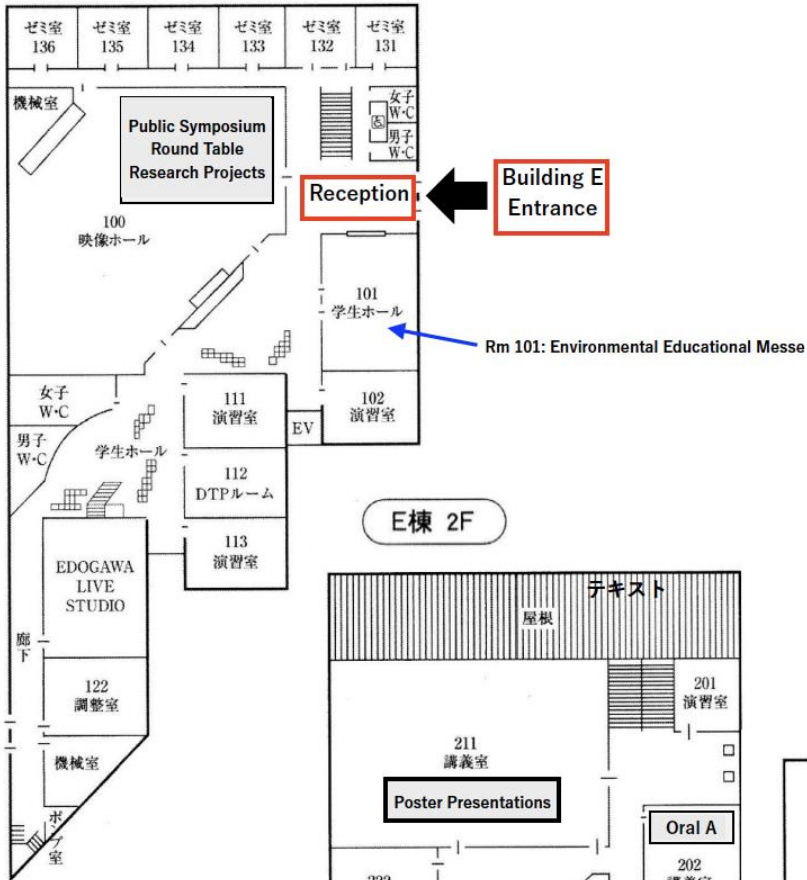 ゼミ室
136
ゼミ室
135
ゼミ室
134
ゼミ室
133
ゼミ室
132
ゼミ室
131
機械室
Public Symposium
Round Table
Research Projects
女子
W·C
男子
W·C
Reception
Building E
Entrance
100
映像ホール
101
学生ホール
Rm 101: Environmental Educational Messe
女子
W·C
男子
W·C
学生ホール
111
演習室
EV
102
演習室
112
DTPルーム
113
演習室
E棟 2F
EDOGAWA
LIVE
STUDIO
廊下
122
調整室
機械室
ポンプ室
テキスト
屋根
201
演習室
211
講義室
Poster Presentations
Oral A
202